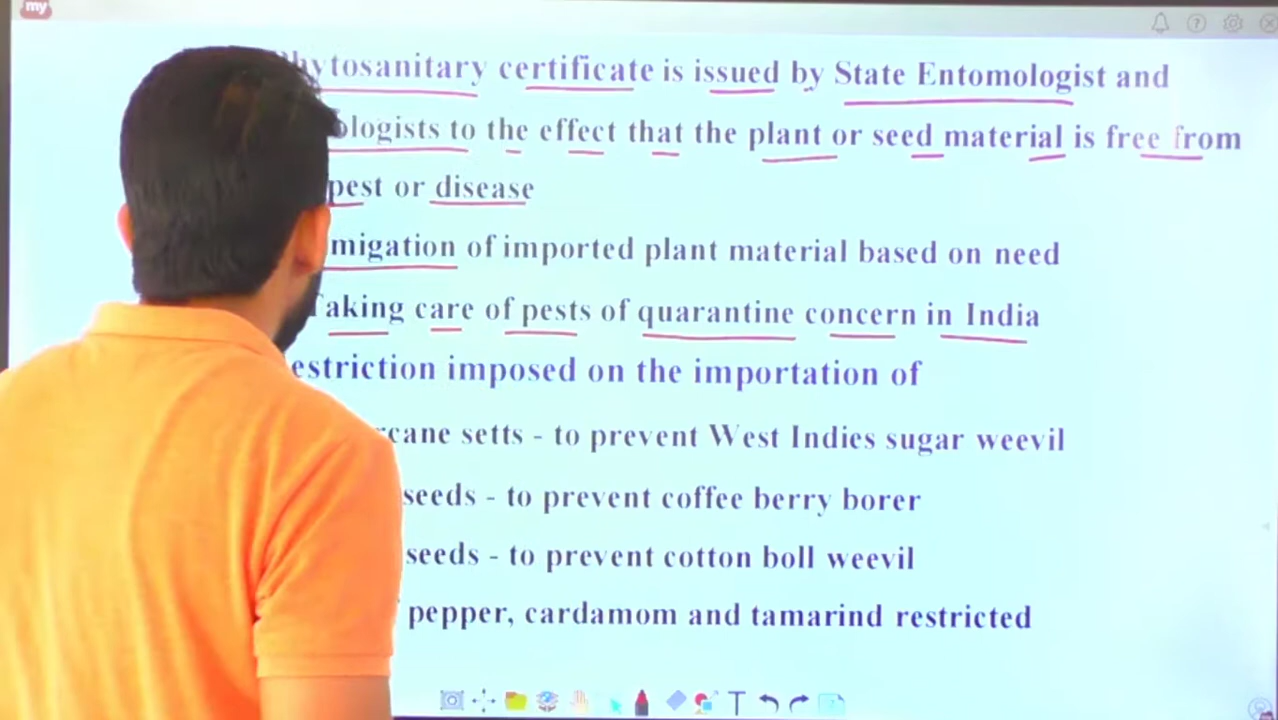 my
hytosanitary certificate is issued by State Entomologist and
ologists to the effect that the plant or seed material is free from
pest or disease
migation of imported plant material based on need
Taking care of pests of quarantine concern in India
estriction imposed on the importation of
rcane setts - to prevent West Indies sugar weevil
seeds - to prevent coffee berry borer
seeds - to prevent cotton boll weevil
pepper, cardamom and tamarind restricted